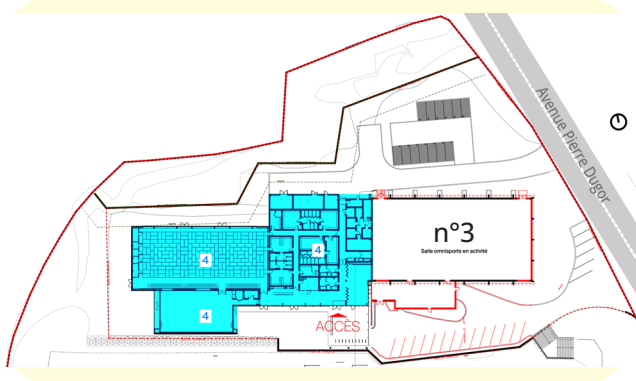 Avenue Pierre Dugor
n°3
Salle omnisports en activité
4
4
4
ACCÈS